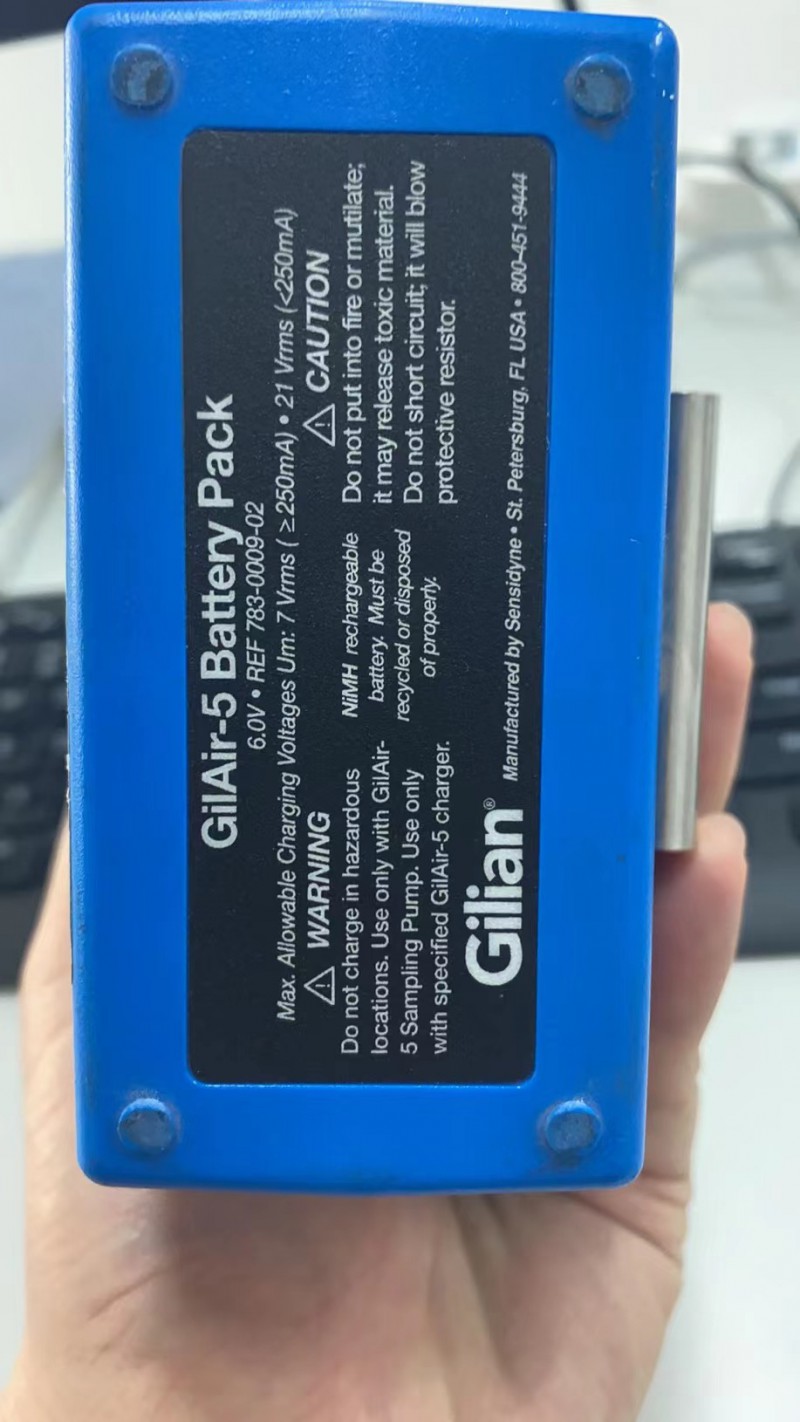 GilAir-5 Battery Pack
6.0V • REF 783-0009-02
Max. Allowable Charging Voltages Um: 7 Vrms ( ≥ 250mA) • 21 Vrms (<250mA)
⚠ WARNING
Do not charge in hazardous
locations. Use only with GilAir-
5 Sampling Pump. Use only
with specified GilAir-5 charger.
NiMH rechargeable
battery. Must be
recycled or disposed
of properly.
⚠ CAUTION
Do not put into fire or mutilate;
it may release toxic material.
Do not short circuit; it will blow
protective resistor.
Gilian®
Manufactured by Sensidyne • St. Petersburg, FL USA • 800-451-9444